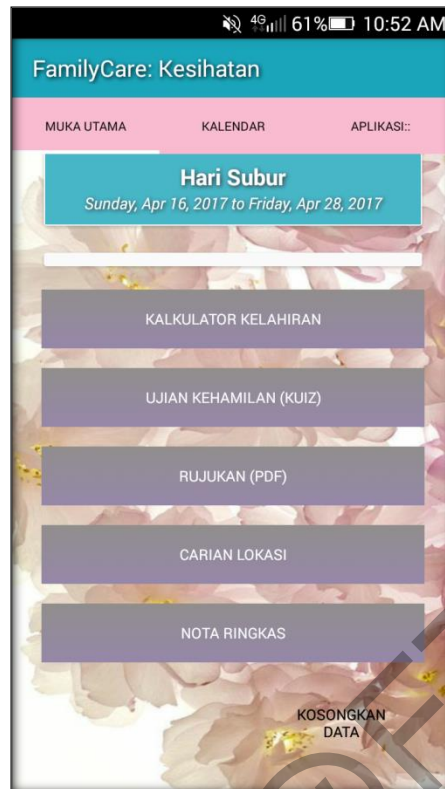 4G 61% 10:52 AM
FamilyCare: Kesihatan
MUKA UTAMA KALENDAR APLIKASI::
Hari Subur
Sunday, Apr 16, 2017 to Friday, Apr 28, 2017
KALKULATOR KELAHIRAN
UJIAN KEHAMILAN (KUIZ)
RUJUKAN (PDF)
CARIAN LOKASI
NOTA RINGKAS
KOSONGKAN
DATA